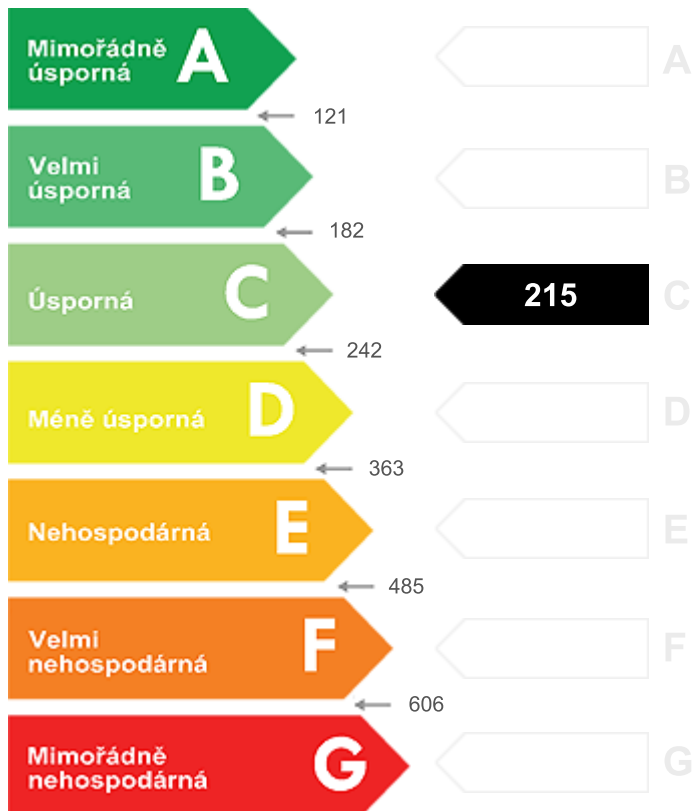 Mimořádně
úsporná
A
A
121
Velmi
úsporná
B
B
182
Úsporná
C
215
C
242
Méně úsporná
D
D
363
Nehospodárná
E
E
485
Velmi
nehospodárná
F
F
606
Mimořádně
nehospodárná
G
G